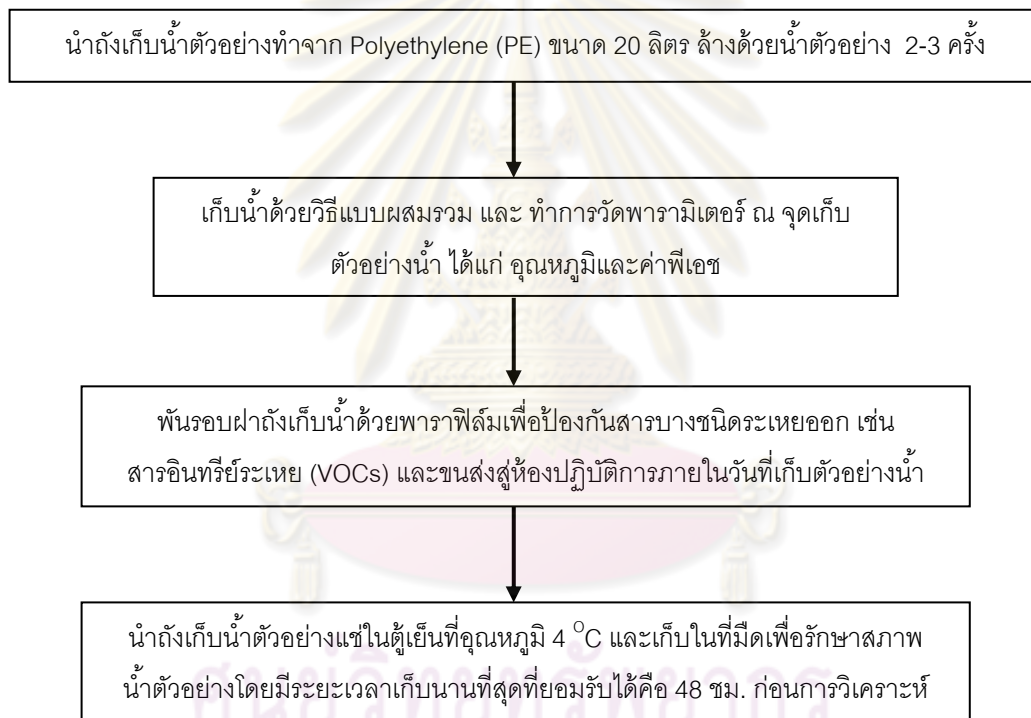 นำถังเก็บน้ำตัวอย่างทำจาก Polyethylene (PE) ขนาด 20 ลิตร ล้างด้วยน้ำตัวอย่าง 2-3 ครั้ง
เก็บน้ำด้วยวิธีแบบผสมรวม และ ทำการวัดพารามิเตอร์ ณ จุดเก็บ
ตัวอย่างน้ำ ได้แก่ อุณหภูมิและค่าพีเอช
พันรอบฝาถังเก็บน้ำด้วยพาราฟิล์มเพื่อป้องกันสารบางชนิดระเหยออก เช่น
สารอินทรีย์ระเหย (VOCs) และขนส่งสู่ห้องปฏิบัติการภายในวันที่เก็บตัวอย่างน้ำ
นำถังเก็บน้ำตัวอย่างแช่ในตู้เย็นที่อุณหภูมิ 4 °C และเก็บในที่มืดเพื่อรักษาสภาพ
น้ำตัวอย่างโดยมีระยะเวลาเก็บนานที่สุดที่ยอมรับได้คือ 48 ชม. ก่อนการวิเคราะห์
ศูนย์วิทยทรัพยากร